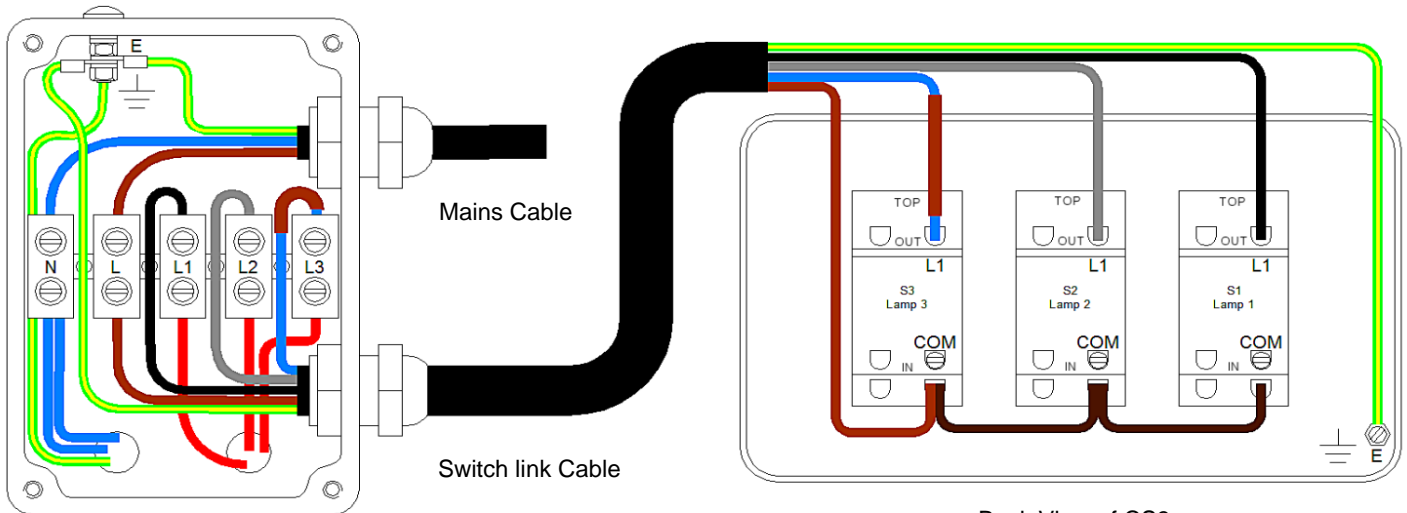 E
Mains Cable
N
L
L1
L2
L3
Switch link Cable
TOP
OUT
L1
S3
Lamp 3
COM
IN
TOP
OUT
L1
S2
Lamp 2
COM
IN
TOP
OUT
L1
S1
Lamp 1
COM
IN
E